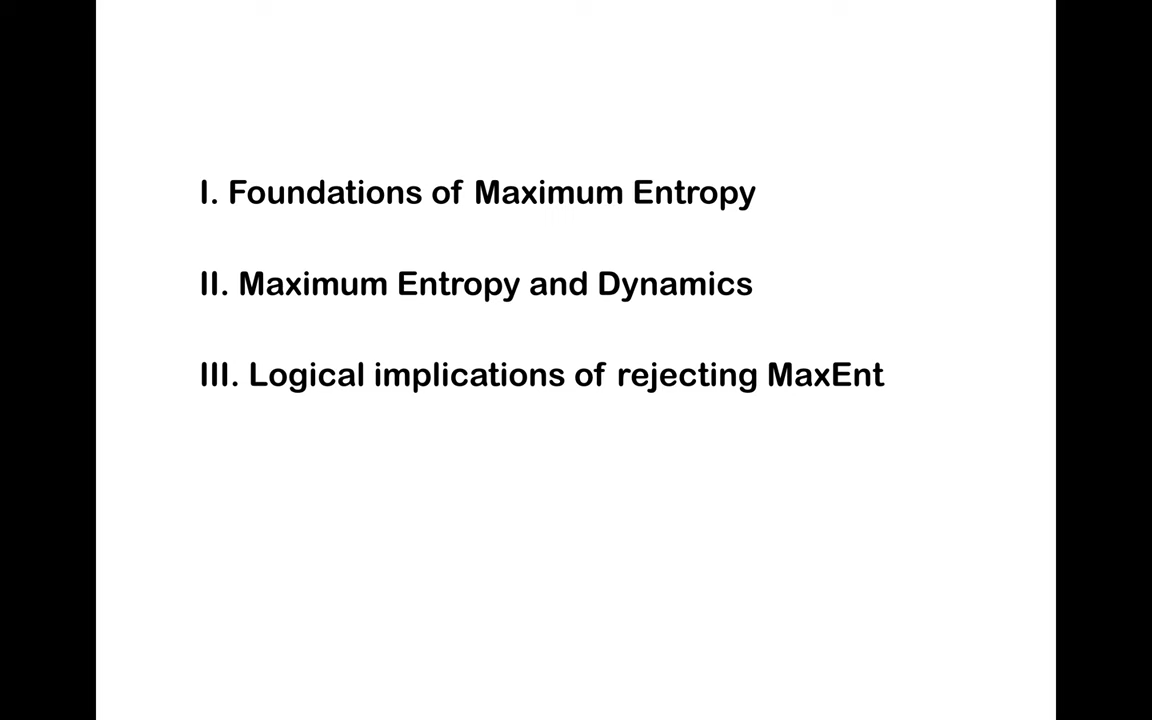 I. Foundations of Maximum Entropy
II. Maximum Entropy and Dynamics
III. Logical implications of rejecting MaxEnt